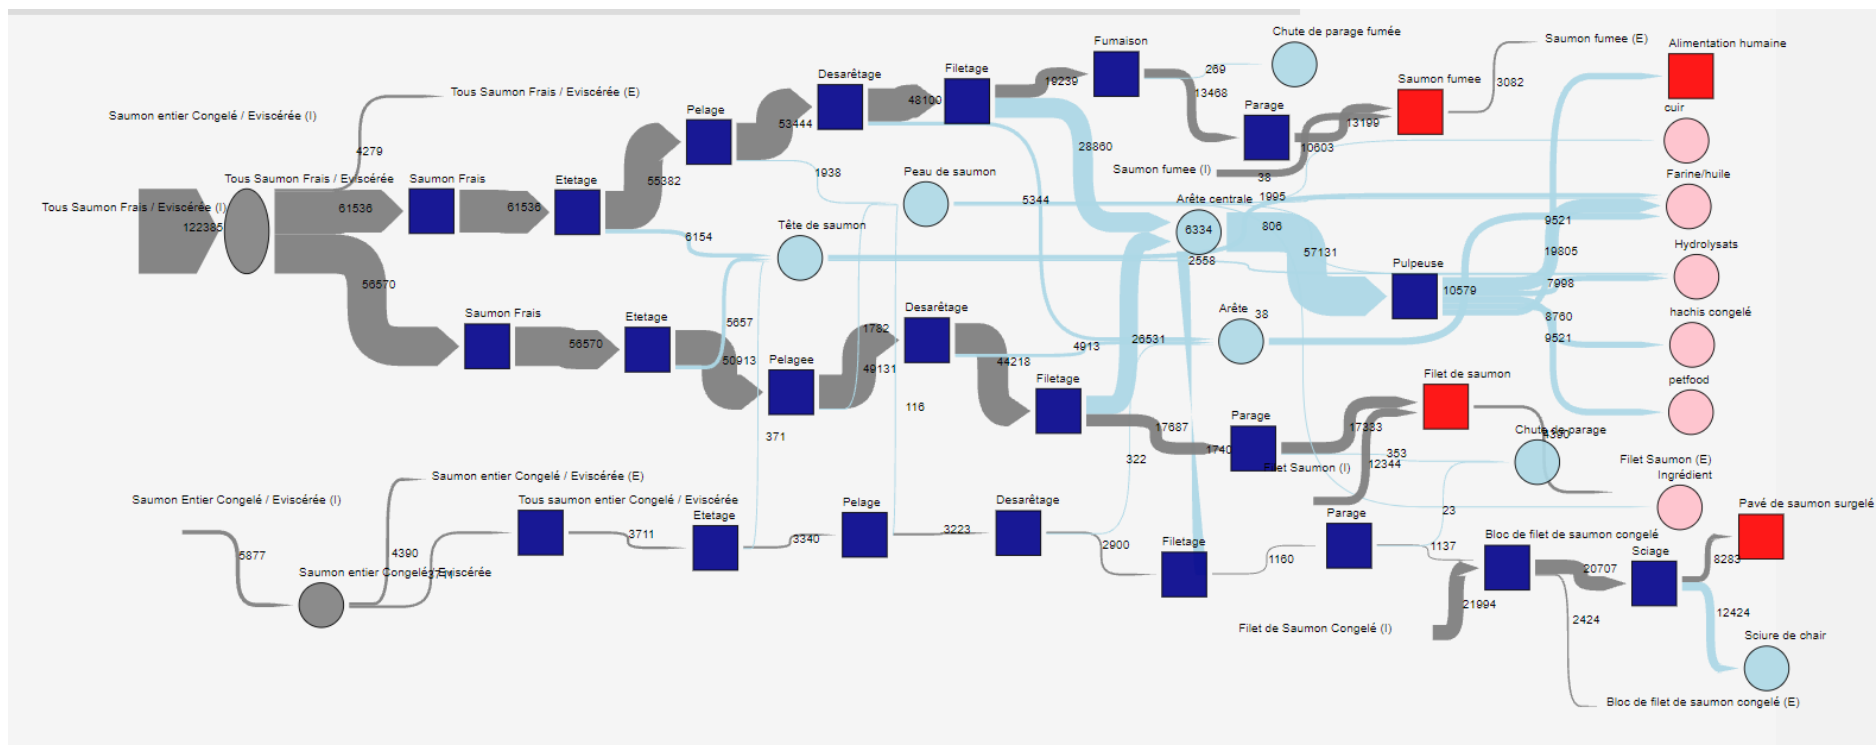 Chute de parage fumée
Saumon fumee (E)
Fumaison
Alimentation humaine
Filetage
Desarêtage
269
19239
Saumon fumee
3082
Tous Saumon Frais / Eviscérée (E)
13468
48100
Parage
cuir
Pelage
Saumon entier Congelé / Eviscérée (I)
53444
13199
4279
28860
10603
Saumon fumee (I)
1938
Peau de saumon
38
Farine/huile
Tous Saumon Frais / Eviscérée
Saumon Frais
Etetage
55382
5344
Arête centrale
1995
Tous Saumon Frais / Eviscérée (I)
61536
61536
122385
Tête de saumon
6334
806
9521
6154
2558
57131
19805
Hydrolysats
Pulpeuse
56570
10579
7998
Saumon Frais
Etetage
5657
Desarêtage
Arête
38
hachis congelé
8760
1782
26531
9521
56570
50913
Pelagee
49131
4913
44218
Filetage
Filet de saumon
petfood
116
Parage
17687
17333
371
1740
Chute de parage
4390
322
353
Filet Saumon (I)
12344
Filet Saumon (E)
Ingrédient
Saumon entier Congelé / Eviscérée (E)
Saumon Entier Congelé / Eviscérée (I)
Tous saumon entier Congelé / Eviscérée
Etetage
Pelage
Desarêtage
Parage
23
Pavé de saumon surgelé
3711
3340
3223
2900
Filetage
1137
Bloc de filet de saumon congelé
5877
4390
1160
Sciage
8283
Saumon entier Congelé / Eviscérée
3711
20707
21994
12424
2424
Filet de Saumon Congelé (I)
Sciure de chair
Bloc de filet de saumon congelé (E)